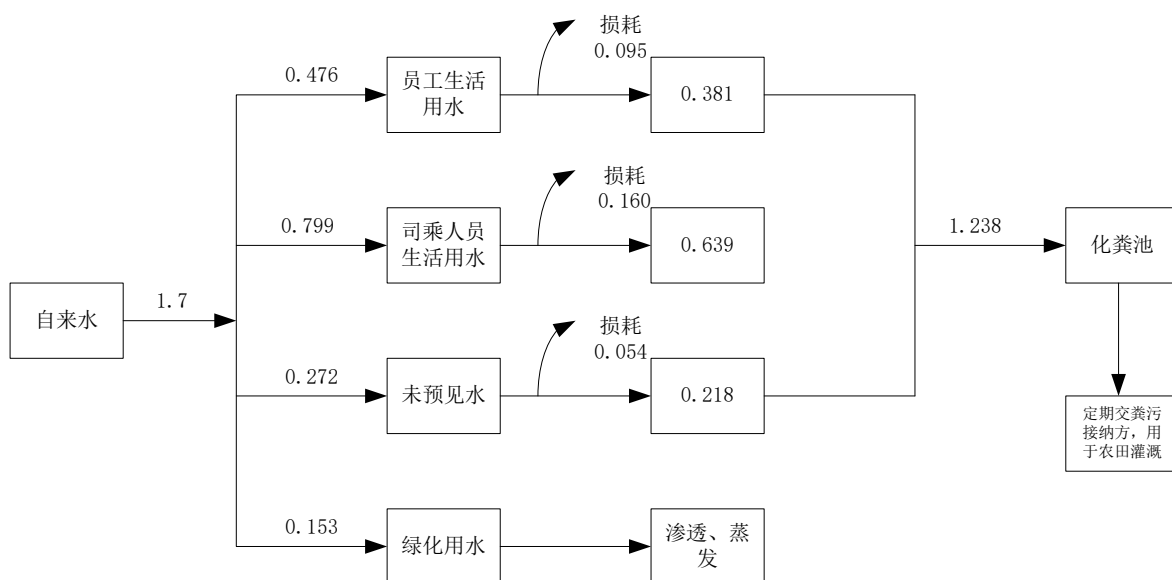 损耗
0.095
0.476
员工生活
用水
0.381
损耗
0.160
0.799
司乘人员
生活用水
0.639
1.238
化粪池
自来水
1.7
损耗
0.054
0.272
未预见水
0.218
定期交粪污
接纳方，用
于农田灌溉
0.153
绿化用水
渗透、蒸
发